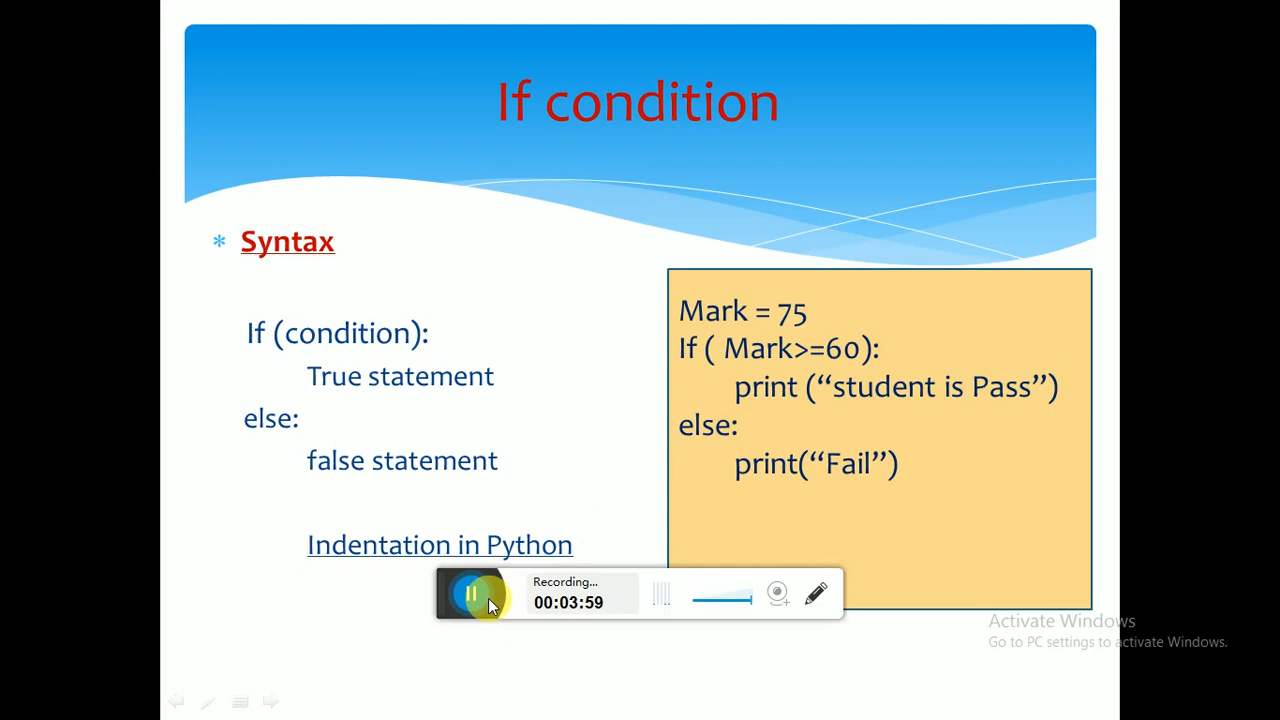 If condition
* Syntax
If (condition):
True statement
else:
false statement
Indentation in Python
Mark = 75
If ( Mark>=60):
print (“student is Pass”)
else:
print(“Fail”)
Recording...
00:03:59
Activate Windows
Go to PC settings to activate Windows.